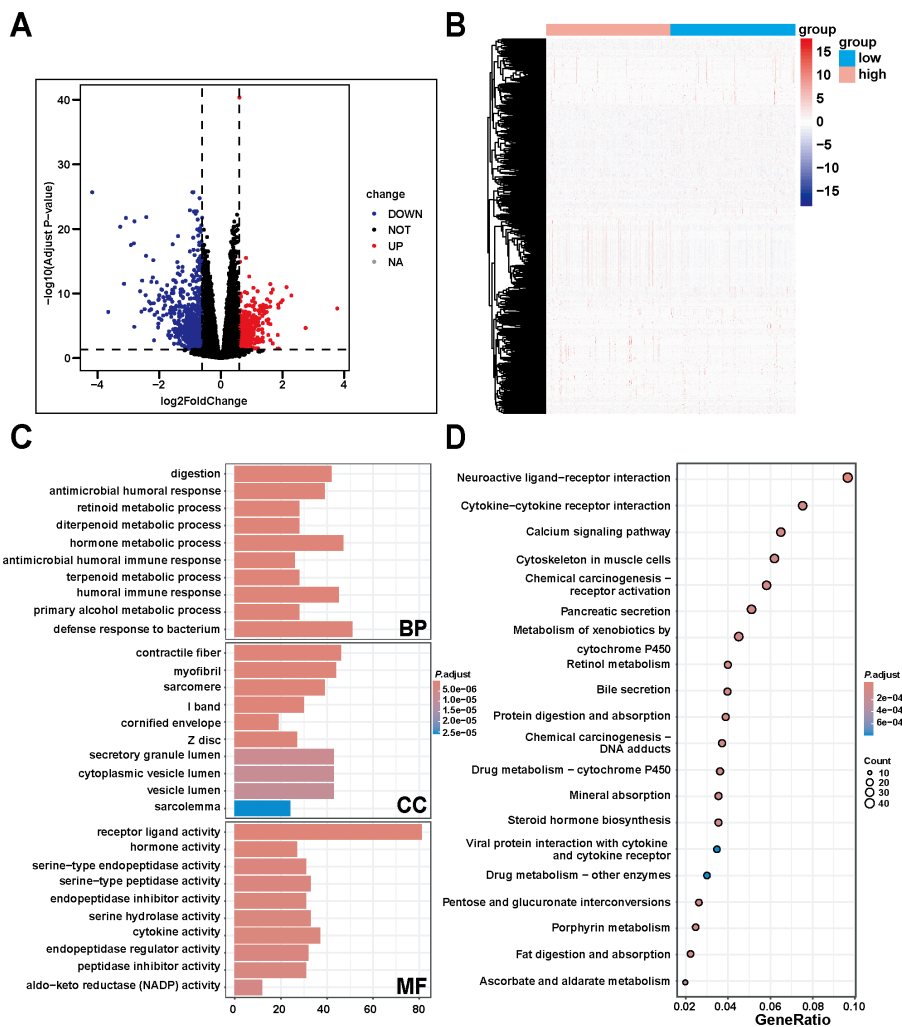 A
−log10(Adjust P−value)
40
30
20
10
0
−4
−2
0
2
4
log2FoldChange
change
DOWN
NOT
UP
NA
B
group
15
10
5
0
−5
−10
−15
group
low
high
C
digestion
antimicrobial humoral response
retinoid metabolic process
diterpenoid metabolic process
hormone metabolic process
antimicrobial humoral immune response
terpenoid metabolic process
humoral immune response
primary alcohol metabolic process
defense response to bacterium
BP
contractile fiber
myofibril
sarcomere
I band
cornified envelope
Z disc
secretory granule lumen
cytoplasmic vesicle lumen
vesicle lumen
sarcolemma
CC
receptor ligand activity
hormone activity
serine−type endopeptidase activity
serine−type peptidase activity
endopeptidase inhibitor activity
serine hydrolase activity
cytokine activity
endopeptidase regulator activity
peptidase inhibitor activity
aldo−keto reductase (NADP) activity
MF
0
20
40
60
80
P.adjust
5.0e−06
1.0e−05
1.5e−05
2.0e−05
2.5e−05
D
Neuroactive ligand−receptor interaction
Cytokine−cytokine receptor interaction
Calcium signaling pathway
Cytoskeleton in muscle cells
Chemical carcinogenesis −
receptor activation
Pancreatic secretion
Metabolism of xenobiotics by
cytochrome P450
Retinol metabolism
Bile secretion
Protein digestion and absorption
Chemical carcinogenesis −
DNA adducts
Drug metabolism − cytochrome P450
Mineral absorption
Steroid hormone biosynthesis
Viral protein interaction with cytokine
and cytokine receptor
Drug metabolism − other enzymes
Pentose and glucuronate interconversions
Porphyrin metabolism
Fat digestion and absorption
Ascorbate and aldarate metabolism
0.02
0.04
0.06
0.08
0.10
GeneRatio
P.adjust
2e−04
4e−04
6e−04
Count
10
20
30
40